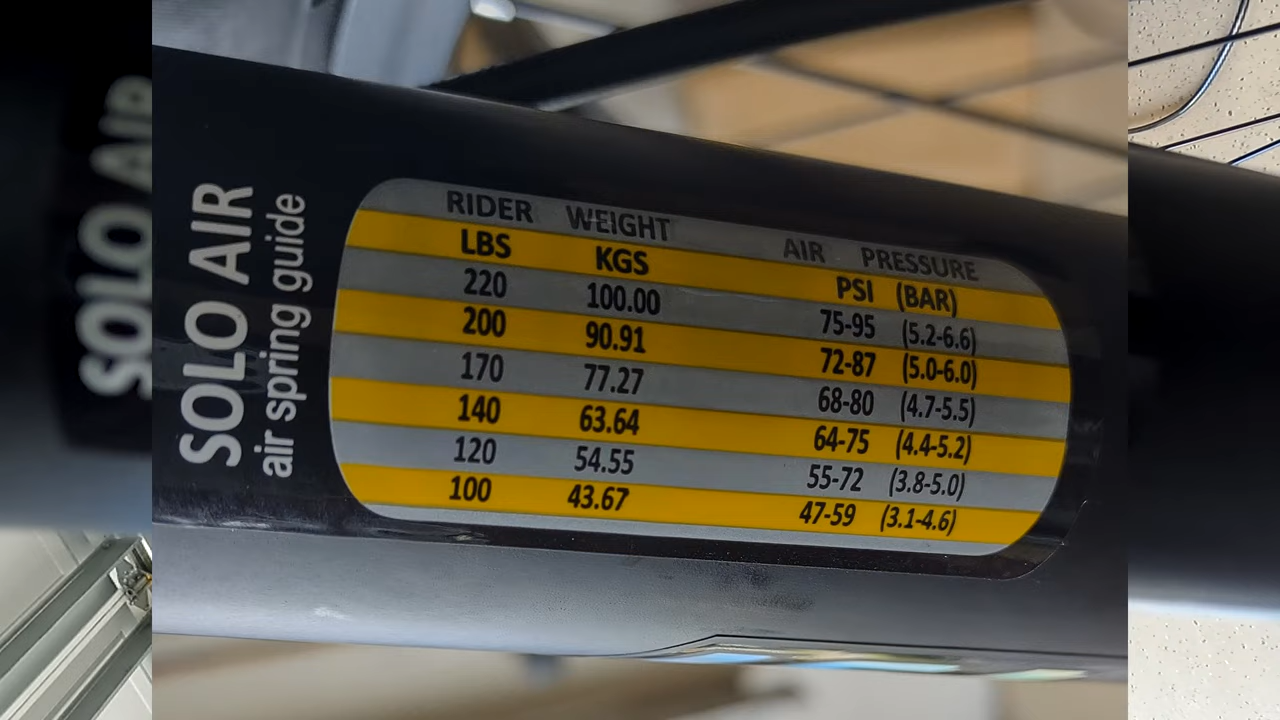 SOLO AIR
air spring guide
RIDER WEIGHT AIR PRESSURE
LBS KGS PSI (BAR)
220 100.00 75-95 (5.2-6.6)
200 90.91 72-87 (5.0-6.0)
170 77.27 68-80 (4.7-5.5)
140 63.64 64-75 (4.4-5.2)
120 54.55 55-72 (3.8-5.0)
100 43.67 47-59 (3.1-4.6)